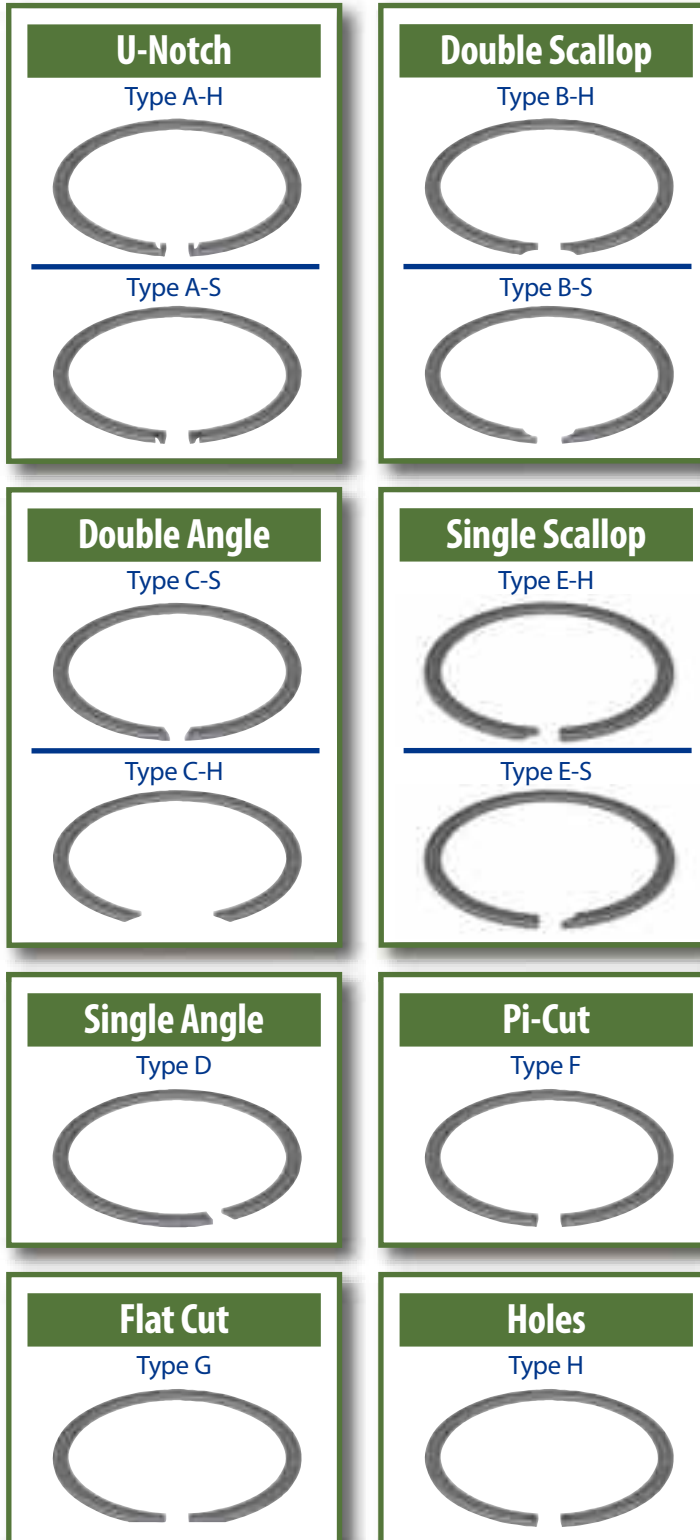 U-Notch
Type A-H
Type A-S
Double Scallop
Type B-H
Type B-S
Double Angle
Type C-S
Type C-H
Single Scallop
Type E-H
Type E-S
Single Angle
Type D
Pi-Cut
Type F
Flat Cut
Type G
Holes
Type H